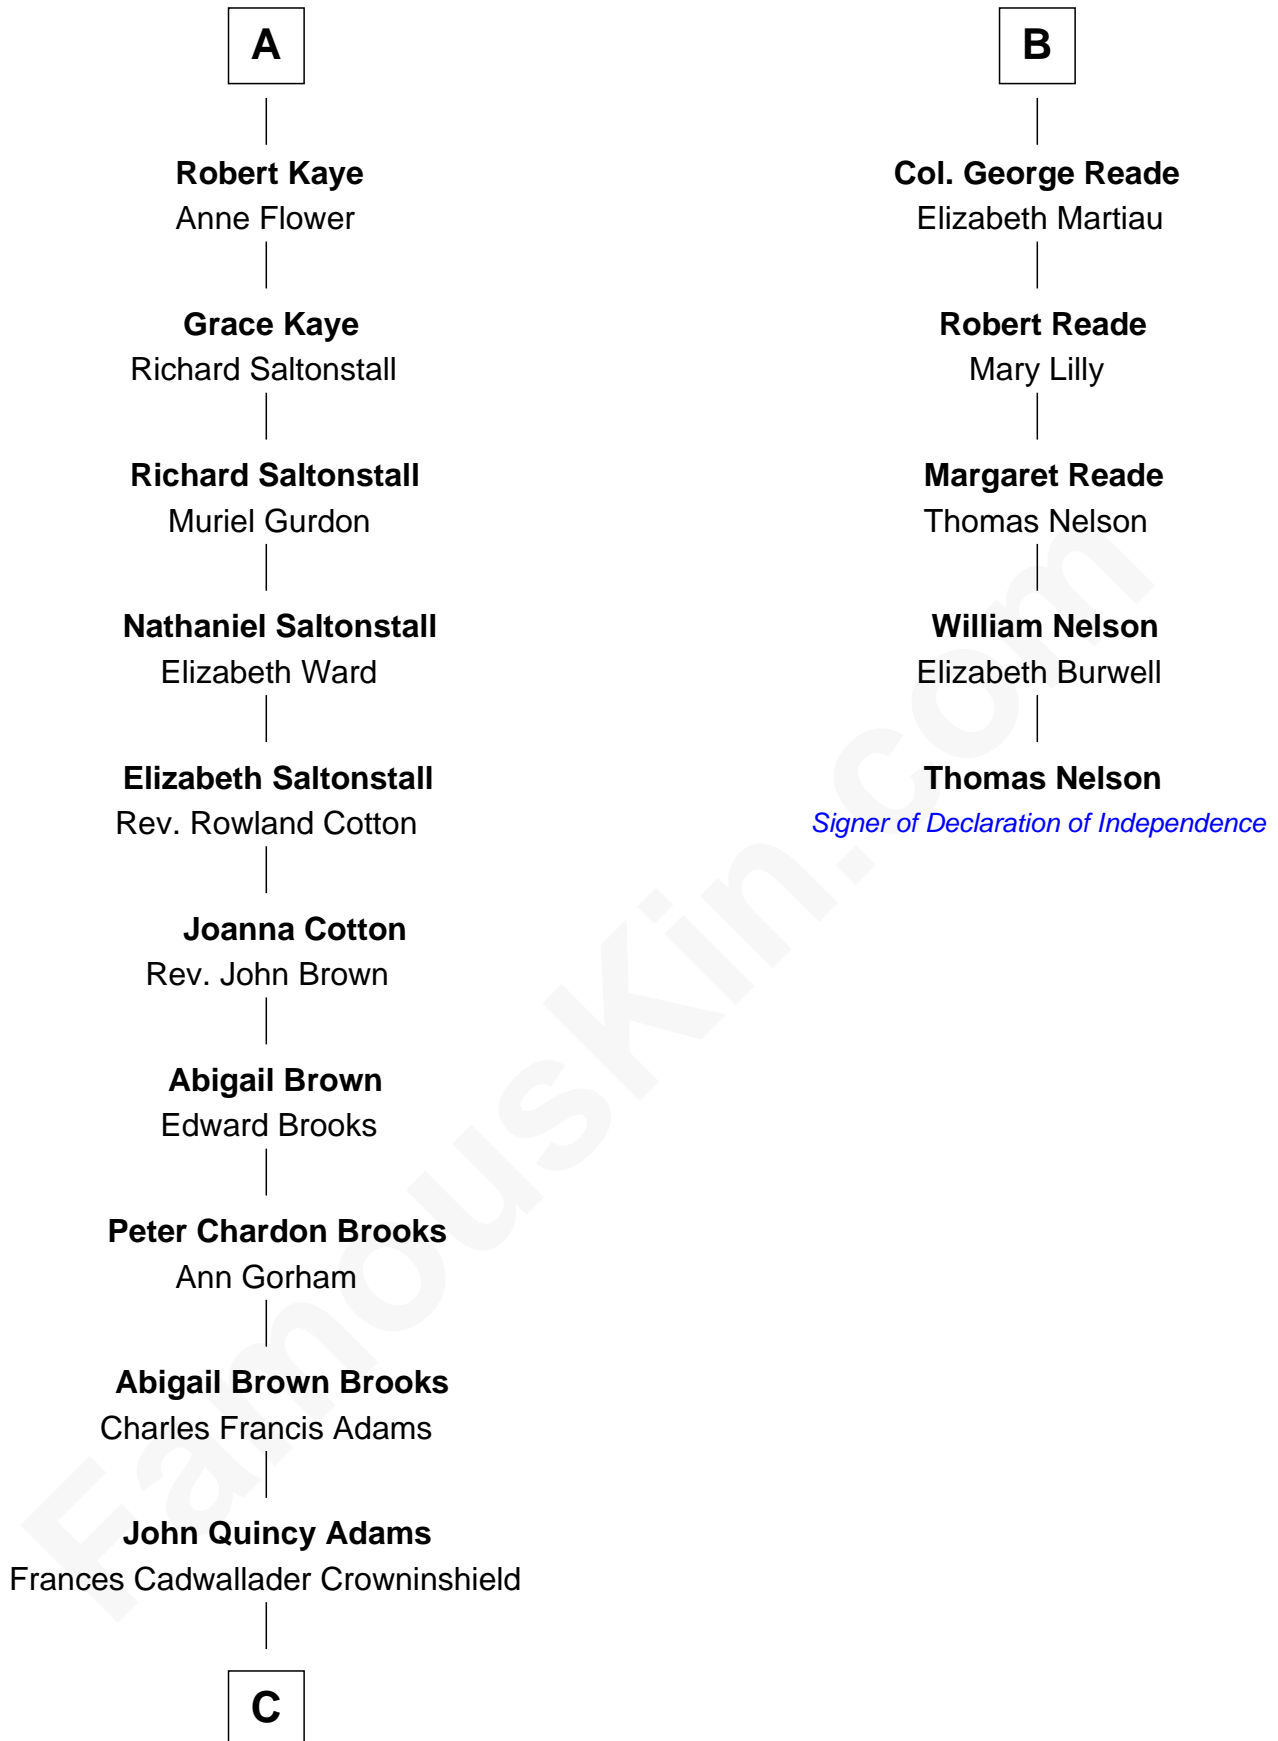 A
Robert Kaye
Anne Flower
Grace Kaye
Richard Saltonstall
Richard Saltonstall
Muriel Gurdon
Nathaniel Saltonstall
Elizabeth Ward
Elizabeth Saltonstall
Rev. Rowland Cotton
Joanna Cotton
Rev. John Brown
Abigail Brown
Edward Brooks
Peter Chardon Brooks
Ann Gorham
Abigail Brown Brooks
Charles Francis Adams
John Quincy Adams
Frances Cadwallader Crowninshield
C
B
Col. George Reade
Elizabeth Martiau
Robert Reade
Mary Lilly
Margaret Reade
Thomas Nelson
William Nelson
Elizabeth Burwell
Thomas Nelson
Signer of Declaration of Independence
FamousKin.com